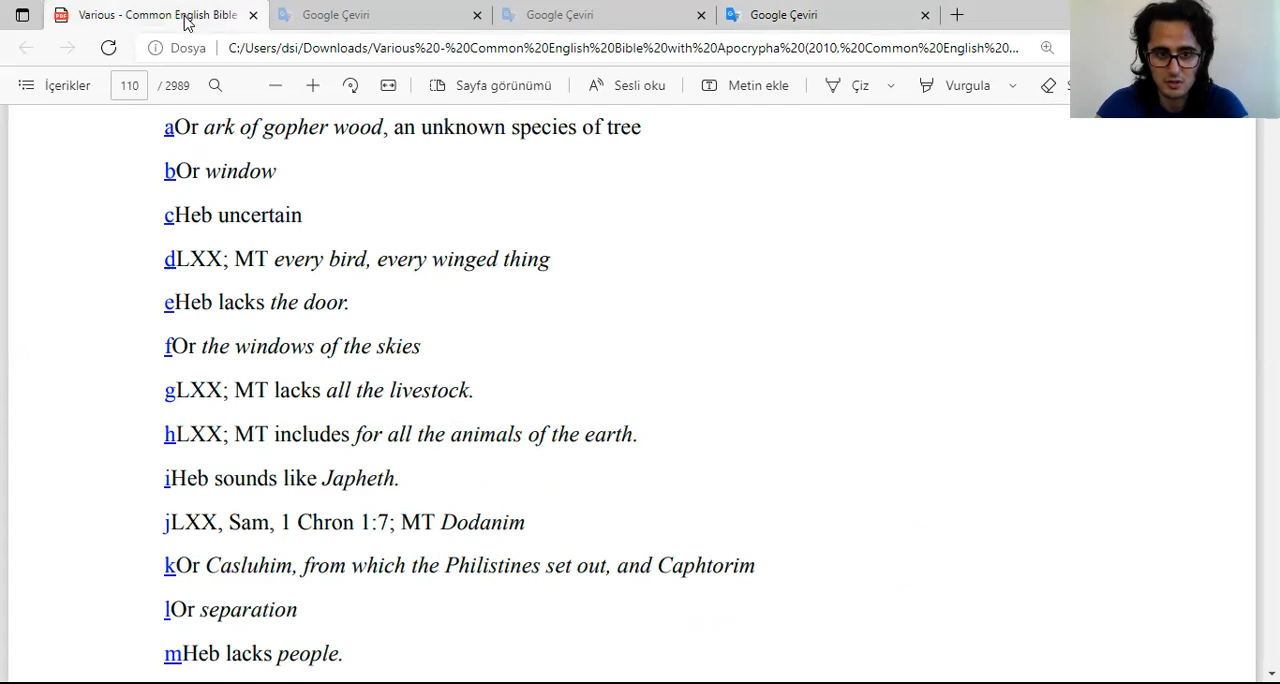 Various - Common English Bible
Google Çeviri
Google Çeviri
Google Çeviri
Dosya
C:/Users/dsi/Downloads/Various%20-%20Common%20English%20Bible%20with%20Apocrypha%20(2010,%20Common%20English%20...
İçerikler
110 / 2989
Sayfa görünümü
Sesli oku
Metin ekle
Çiz
Vurgula
aOr ark of gopher wood, an unknown species of tree
bOr window
cHeb uncertain
dLXX; MT every bird, every winged thing
eHeb lacks the door.
fOr the windows of the skies
gLXX; MT lacks all the livestock.
hLXX; MT includes for all the animals of the earth.
iHeb sounds like Japheth.
jLXX, Sam, 1 Chron 1:7; MT Dodanim
kOr Casluhim, from which the Philistines set out, and Caphtorim
lOr separation
mHeb lacks people.